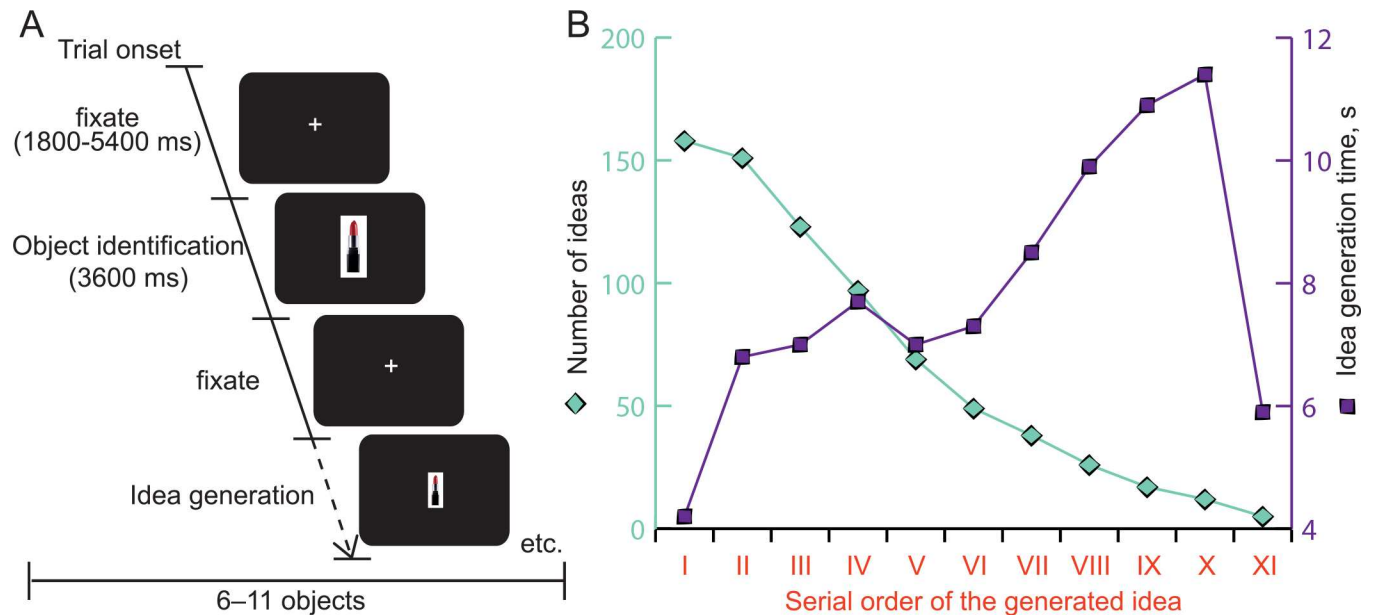 A
Trial onset
fixate
(1800-5400 ms)
Object identification
(3600 ms)
fixate
Idea generation
etc.
6–11 objects
B
200
150
100
50
0
Number of ideas
12
10
8
6
4
Idea generation time, s
I II III IV V VI VII VIII IX X XI
Serial order of the generated idea